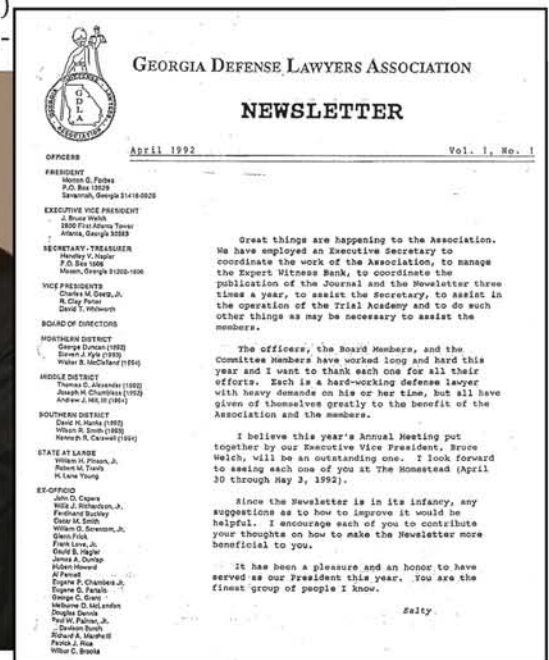 GEORGIA DEFENSE LAWYERS ASSOCIATION
NEWSLETTER
April 1992 Vol. 1, No. 1
OFFICERS
PRESIDENT
Morton G. Forbes
P.O. Box 13929
Savannah, Georgia 31416-0929
EXECUTIVE VICE PRESIDENT
J. Bruce Welch
2800 First Atlanta Tower
Atlanta, Georgia 30383
SECRETARY - TREASURER
Hendley V. Napier
P.O. Box 1606
Macon, Georgia 31202-1606
VICE PRESIDENTS
Charles M. Goetz, Jr.
R. Clay Porter
David T. Whitworth
BOARD OF DIRECTORS
NORTHERN DISTRICT
George Duncan (1992)
Steven J. Kyle (1993)
Walter B. McClelland (1994)
MIDDLE DISTRICT
Thomas C. Alexander (1992)
Joseph H. Chambless (1993)
Andrew J. Hill, III (1994)
SOUTHERN DISTRICT
David H. Hanks (1992)
Wilson R. Smith (1993)
Kenneth R. Carswell (1994)
STATE AT LARGE
William H. Pinson, Jr.
Robert M. Travis
H. Lane Young
EX-OFFICIO
John D. Capers
Willis J. Richardson, Jr.
Ferdinand Buckley
Oscar M. Smith
Glenn Frick
Frank Love, Jr.
Gould B. Hagler
James A. Dunlap
Hubert Howard
Al Fennell
Eugene P. Chambers, Jr.
Eugene G. Partain
George C. Grant
Melburne D. McLendon
Douglas Dennis
Paul W. Painter, Jr.
Davison Burch
Patrick J. Rice
Wilbur C. Brooks
Great things are happening to the Association.
We have employed an Executive Secretary to
coordinate the work of the Association, to manage
the Expert Witness Bank, to coordinate the
publication of the Journal and the Newsletter three
times a year, to assist the Secretary, to assist in
the operation of the Trial Academy and to do such
other things as may be necessary to assist the
members.
The officers, the Board Members, and the
Committee Members have worked long and hard this
year and I want to thank each one for all their
efforts. Each is a hard-working defense lawyer
with heavy demands on his or her time, but all have
given of themselves greatly to the benefit of the
Association and the members.
I believe this year's Annual Meeting put
together by our Executive Vice President, Bruce
Welch, will be an outstanding one. I look forward
to seeing each one of you at The Homestead (April
30 through May 3, 1992).
Since the Newsletter is in its infancy, any
suggestions as to how to improve it would be
helpful. I encourage each of you to contribute
your thoughts on how to make the Newsletter more
beneficial to you.
It has been a pleasure and an honor to have
served as our President this year. You are the
finest group of people I know.
Salty